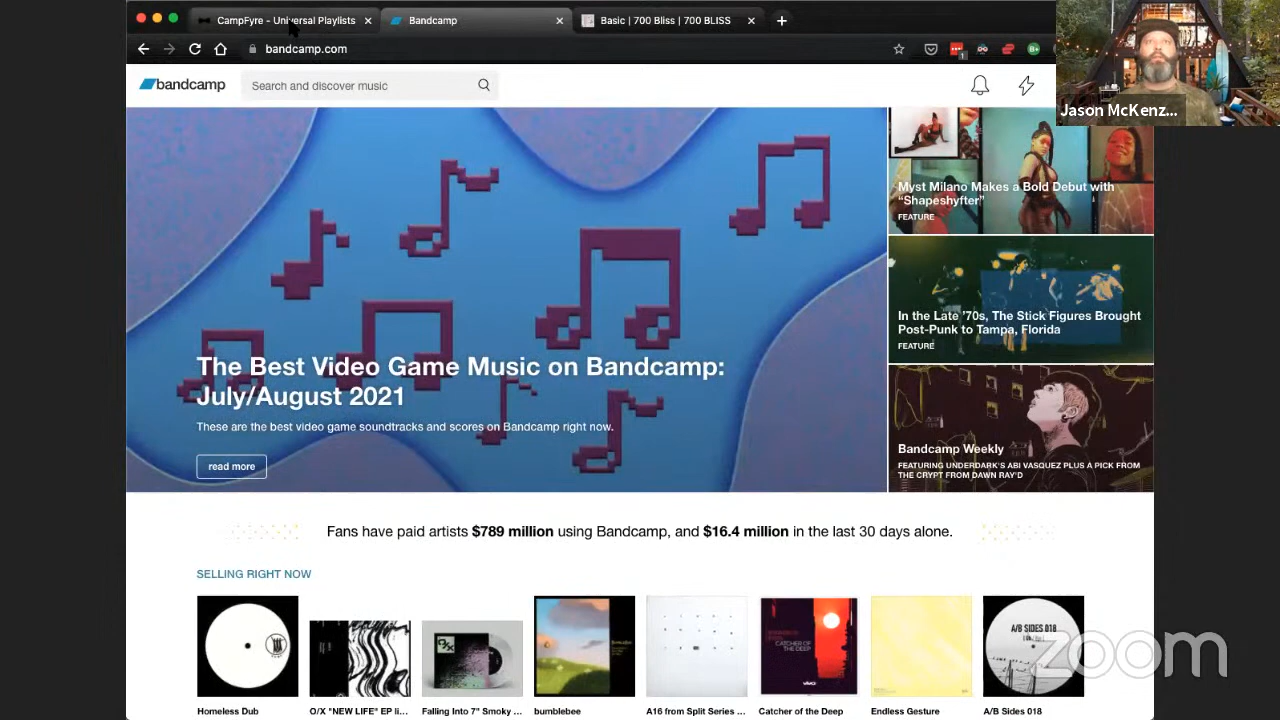 CampFyre - Universal Playlists
Bandcamp
Basic | 700 Bliss | 700 BLISS
bandcamp.com
bandcamp
Search and discover music
Jason McKenz...
Myst Milano Makes a Bold Debut with
“Shapeshyfter”
FEATURE
In the Late ’70s, The Stick Figures Brought
Post-Punk to Tampa, Florida
FEATURE
The Best Video Game Music on Bandcamp:
July/August 2021
These are the best video game soundtracks and scores on Bandcamp right now.
read more
Bandcamp Weekly
FEATURING UNDERDARK'S ABI VASQUEZ PLUS A PICK FROM
THE CRYPT FROM DAWN RAY'D
Fans have paid artists $789 million using Bandcamp, and $16.4 million in the last 30 days alone.
SELLING RIGHT NOW
O/X
CATCHER OF
THE DEEP
A/B SIDES 018
zoom
Homeless Dub
O/X "NEW LIFE" EP li...
Falling Into 7" Smoky ...
bumblebee
A16 from Split Series ...
Catcher of the Deep
Endless Gesture
A/B Sides 018